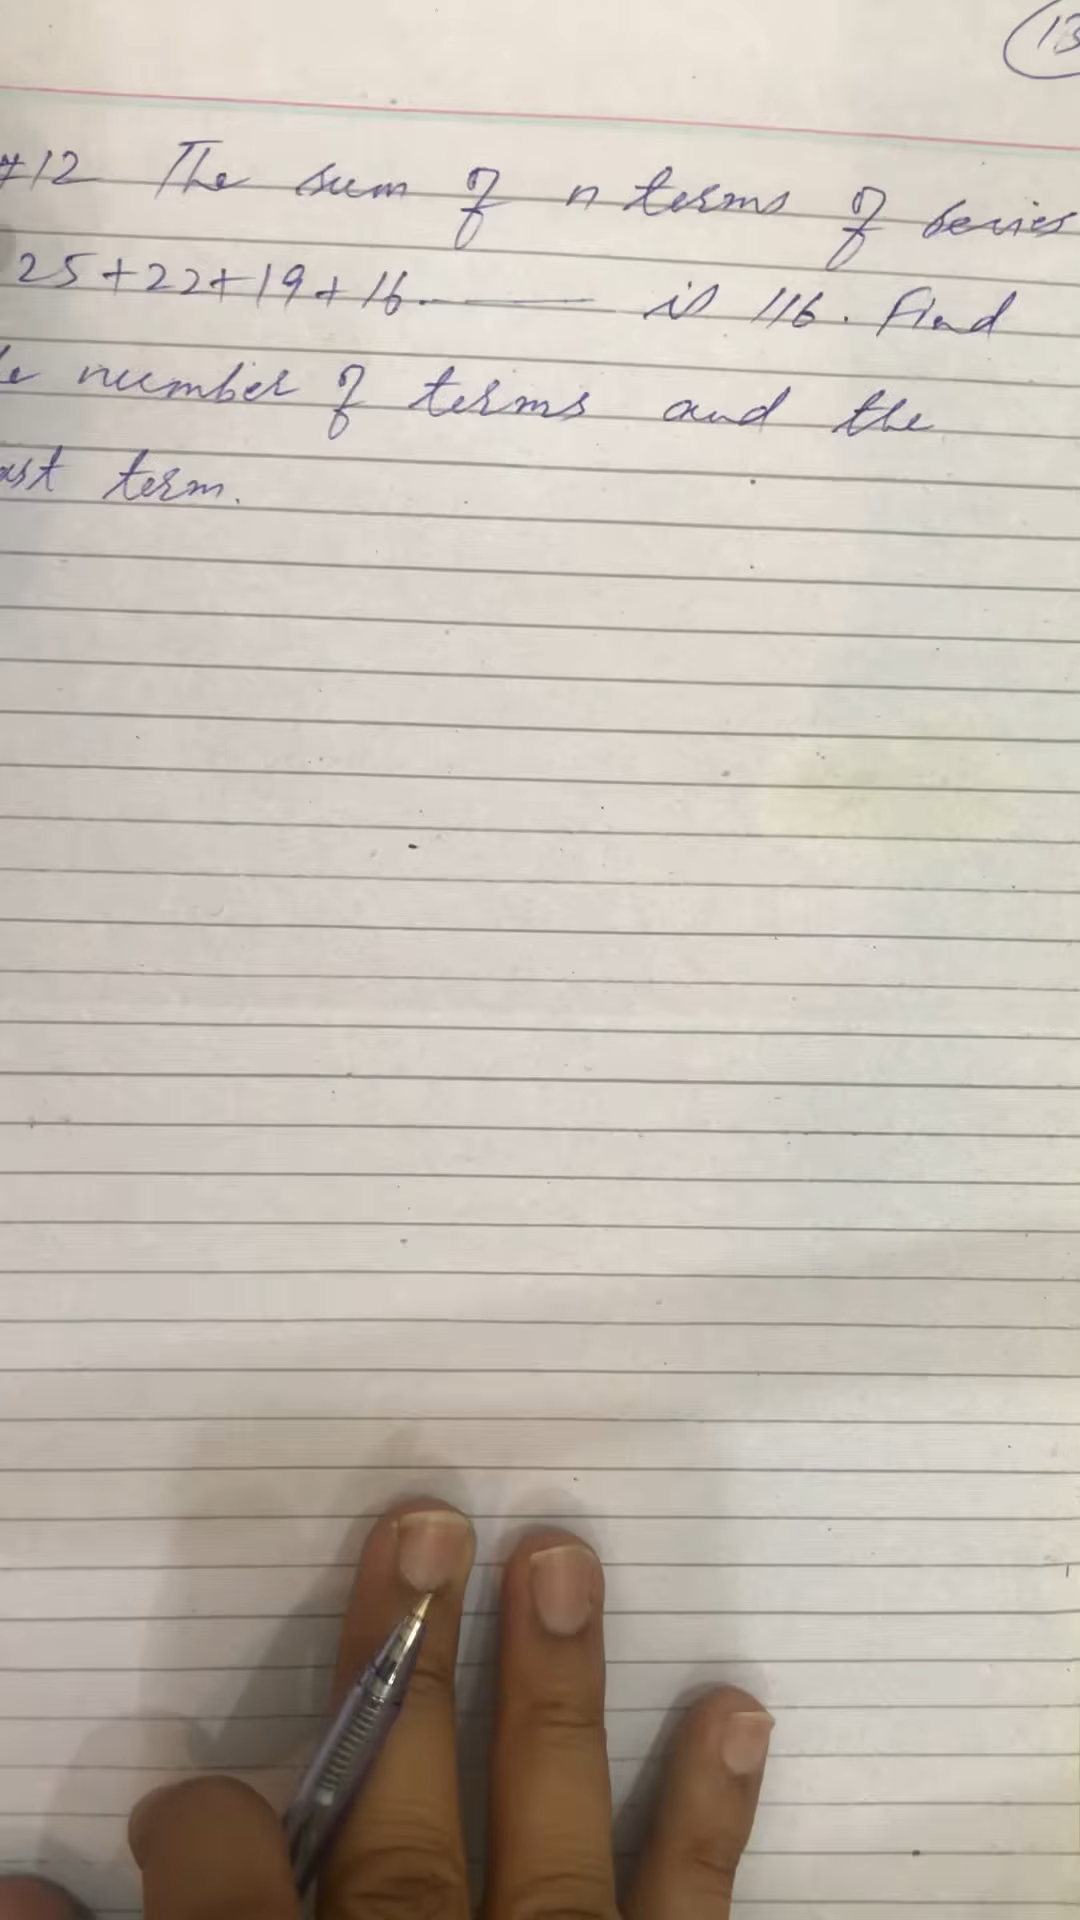 13
#12 The sum of n terms of series
25+22+19+16.——— is 116. Find
number of terms and the
term.